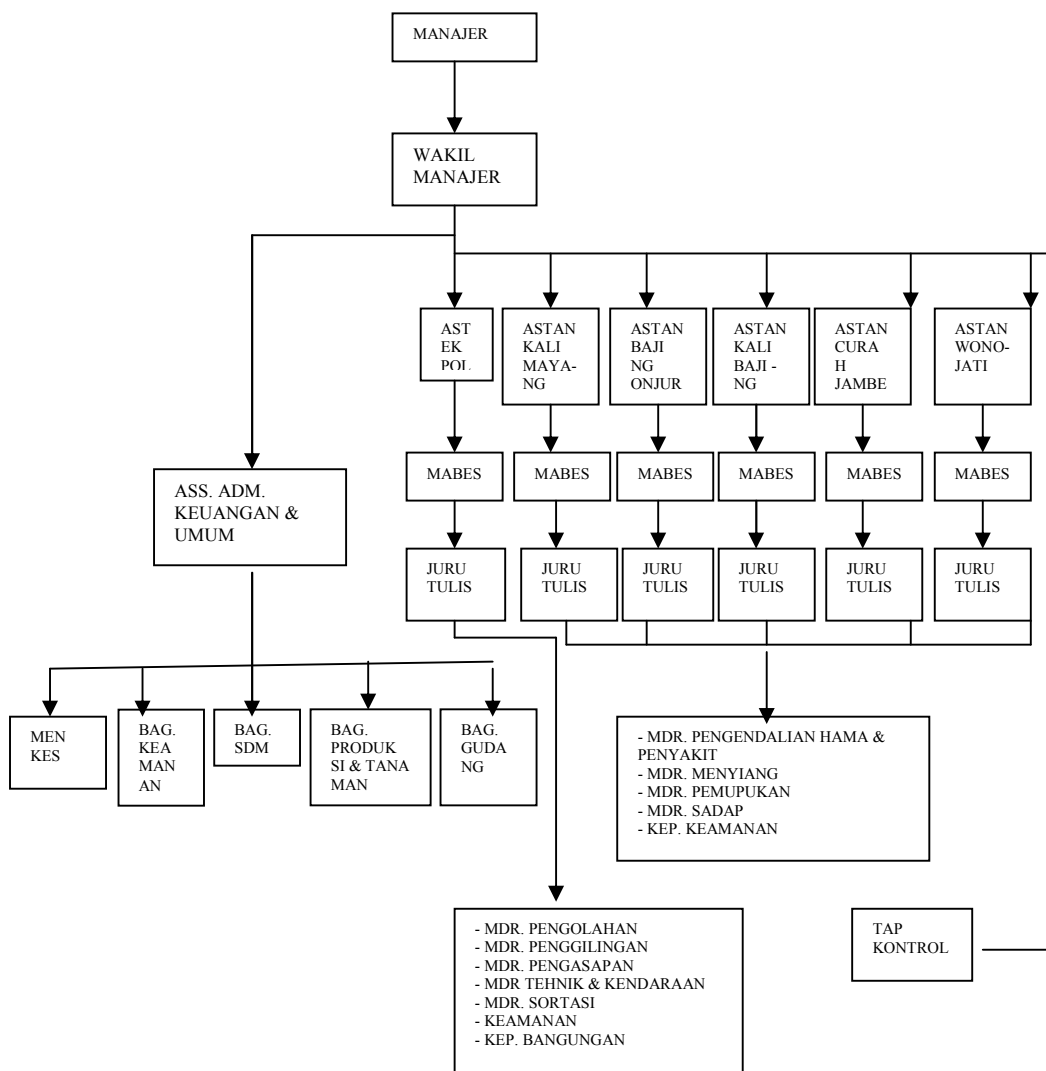 MANAJER
WAKIL
MANAJER
AST
EK
POL
ASTAN
KALI
MAYA-
NG
ASTAN
BAJI
NG
ONJUR
ASTAN
KALI
BAJI -
NG
ASTAN
CURA
H
JAMBE
ASTAN
WONO-
JATI
MABES
MABES
MABES
MABES
MABES
MABES
ASS. ADM.
KEUANGAN &
UMUM
JURU
TULIS
JURU
TULIS
JURU
TULIS
JURU
TULIS
JURU
TULIS
JURU
TULIS
MEN
KES
BAG.
KEA
MAN
AN
BAG.
SDM
BAG.
PRODUK
SI & TANA
MAN
BAG.
GUDA
NG
- MDR. PENGENDALIAN HAMA &
PENYAKIT
- MDR. MENYIANG
- MDR. PEMUPUKAN
- MDR. SADAP
- KEP. KEAMANAN
- MDR. PENGOLAHAN
- MDR. PENGGILINGAN
- MDR. PENGASAPAN
- MDR TEHNIK & KENDARAAN
- MDR. SORTASI
- KEAMANAN
- KEP. BANGUNGAN
TAP
KONTROL